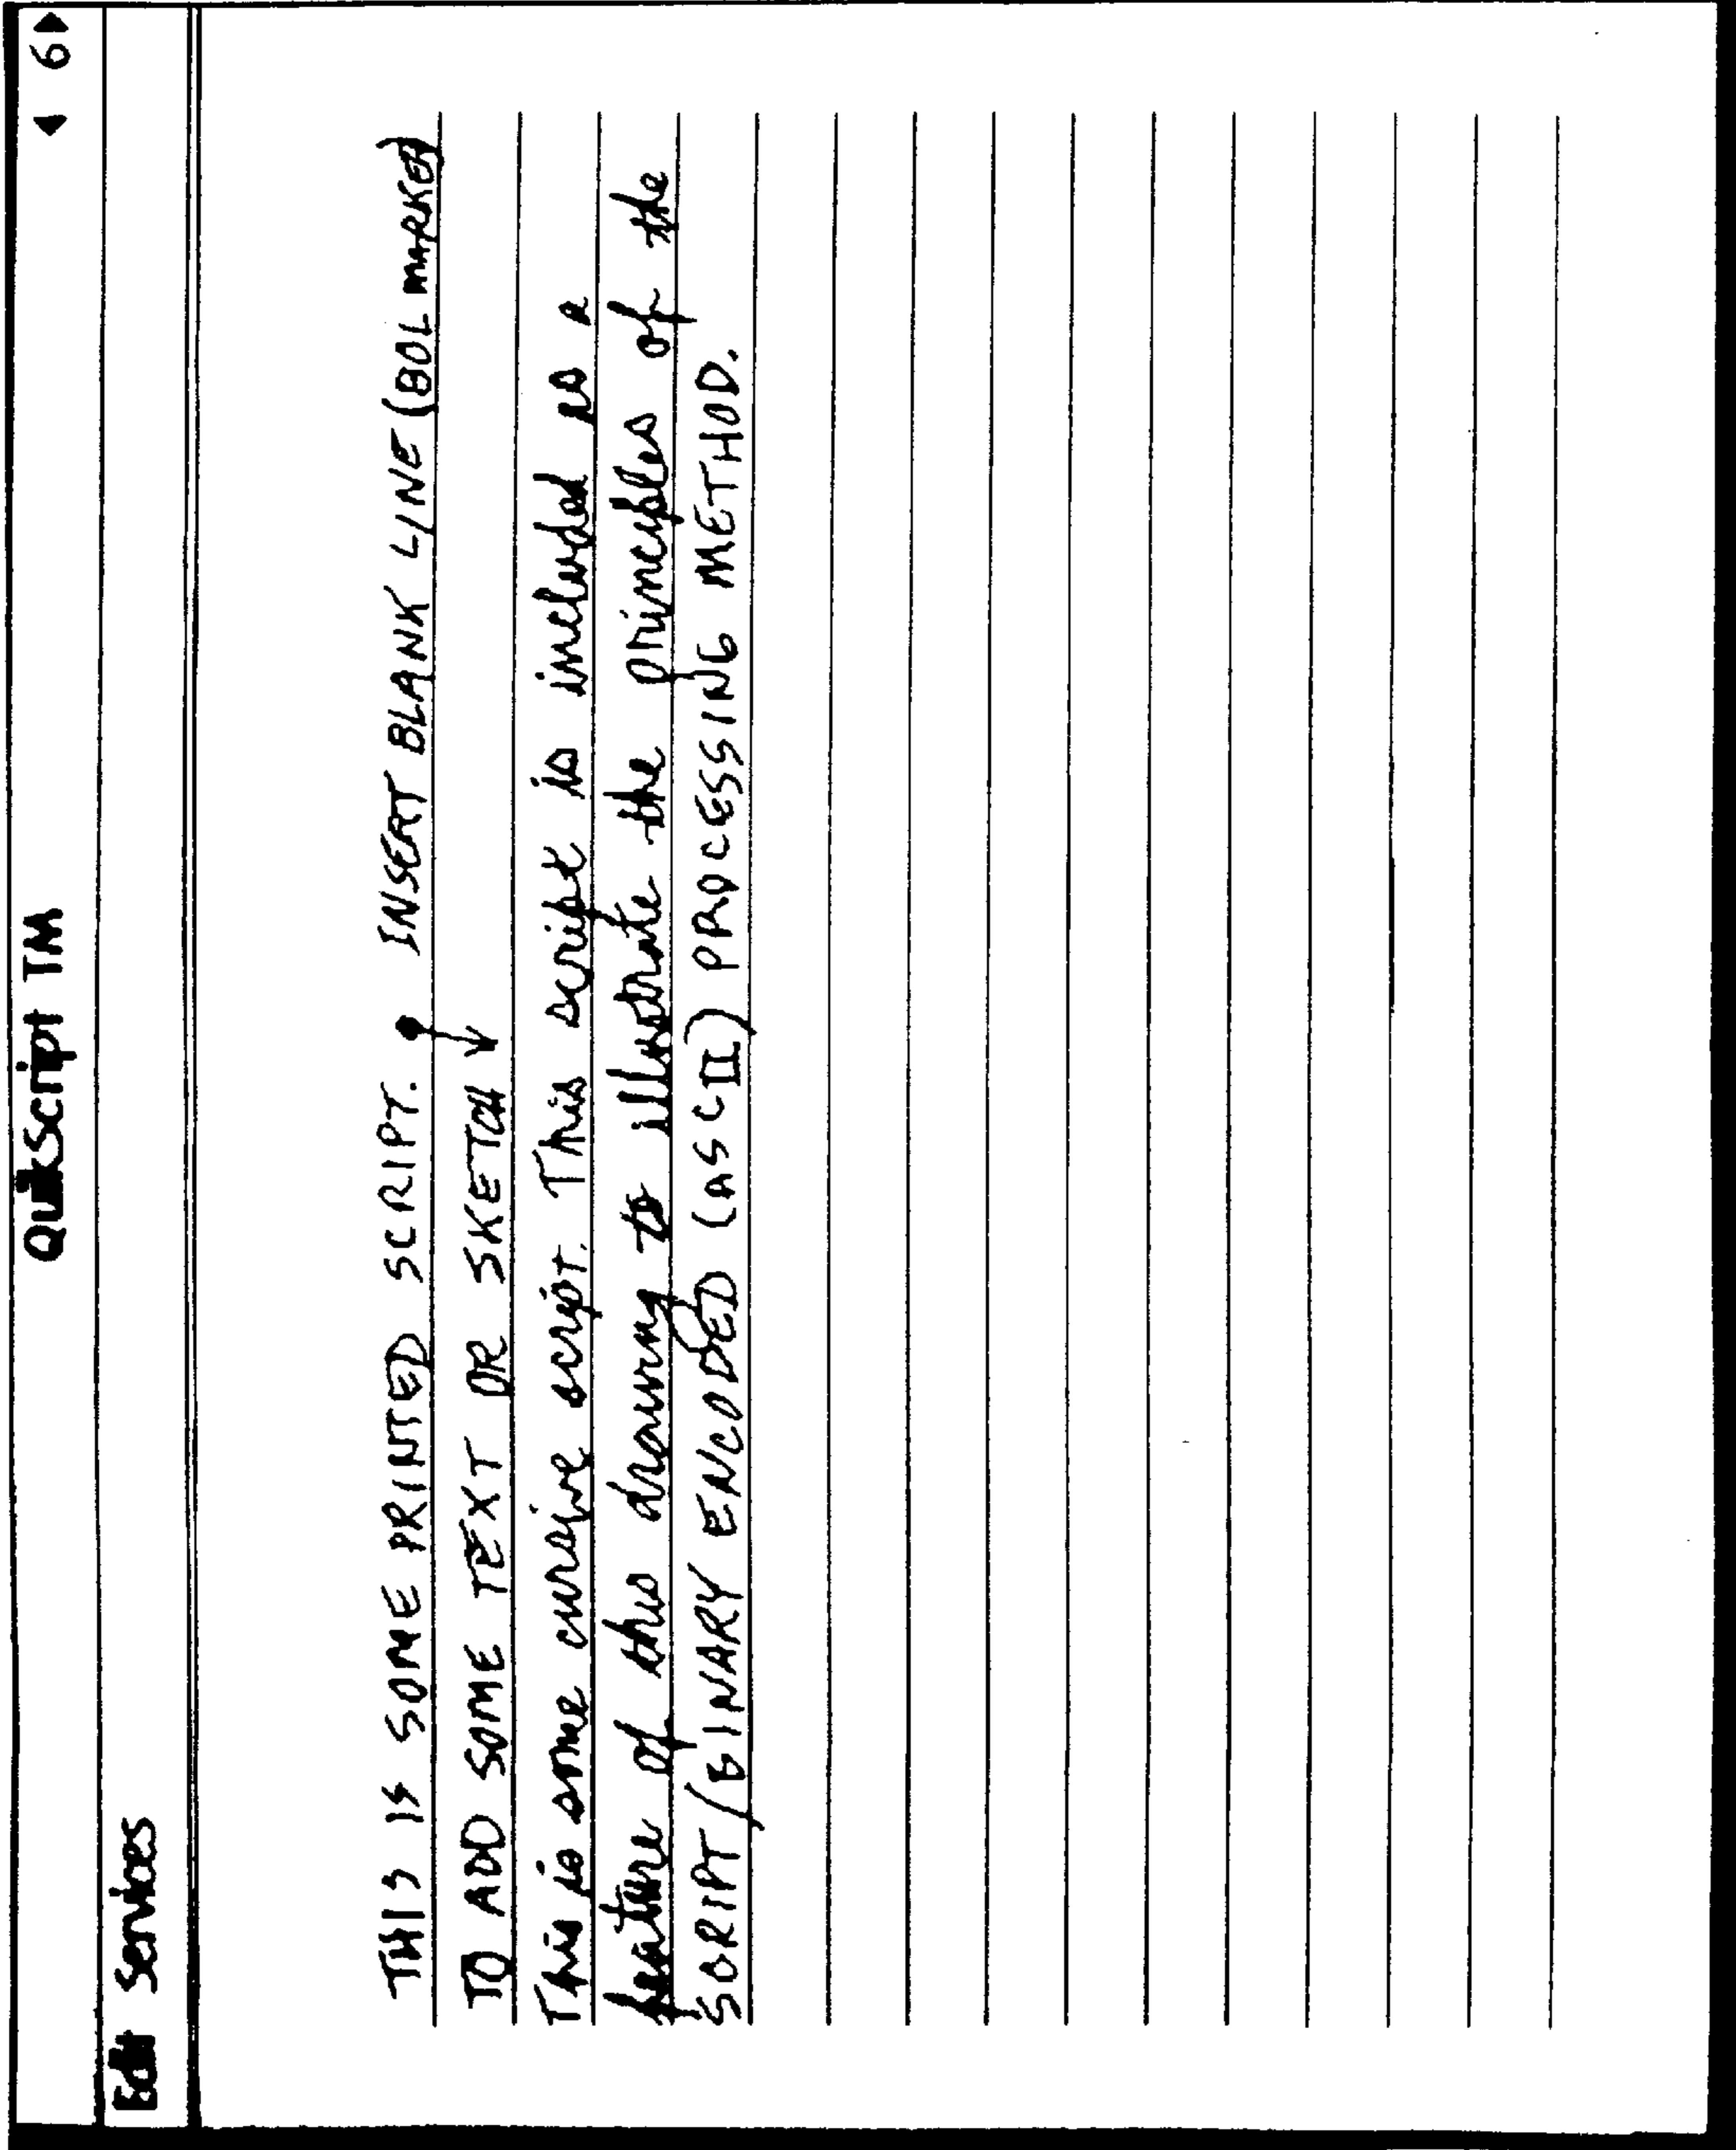 QuikScript TM ◀ 6▶
Edit Services
THIS IS SOME PRINTED SCRIPT. INSERT BLANK LINE (BOL MARKER)
TO ADD SOME TEXT OR SKETCH
This is some cursive script. This script is included as a
feature of this drawing to illustrate the principles of the
SCRIPT/BINARY ENCODED (ASCII) PROCESSING METHOD.